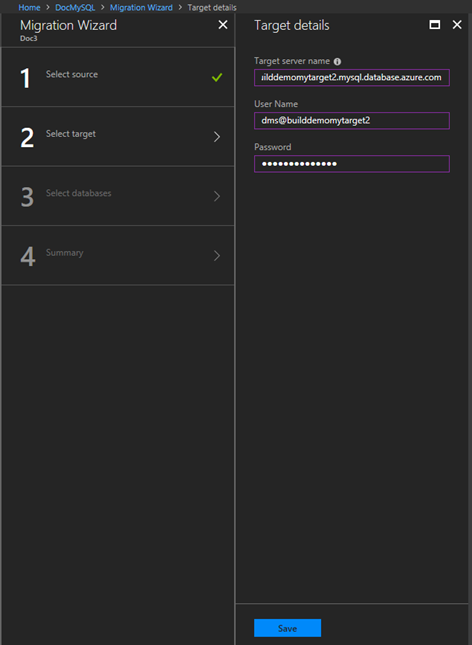 Home > DocMySQL > Migration Wizard > Target details
Migration Wizard
Doc3
1 Select source
2 Select target
3 Select databases
4 Summary
Target details
Target server name
uilddemomytarget2.mysql.database.azure.com
User Name
dms@builddemomytarget2
Password
••••••••••••••
Save